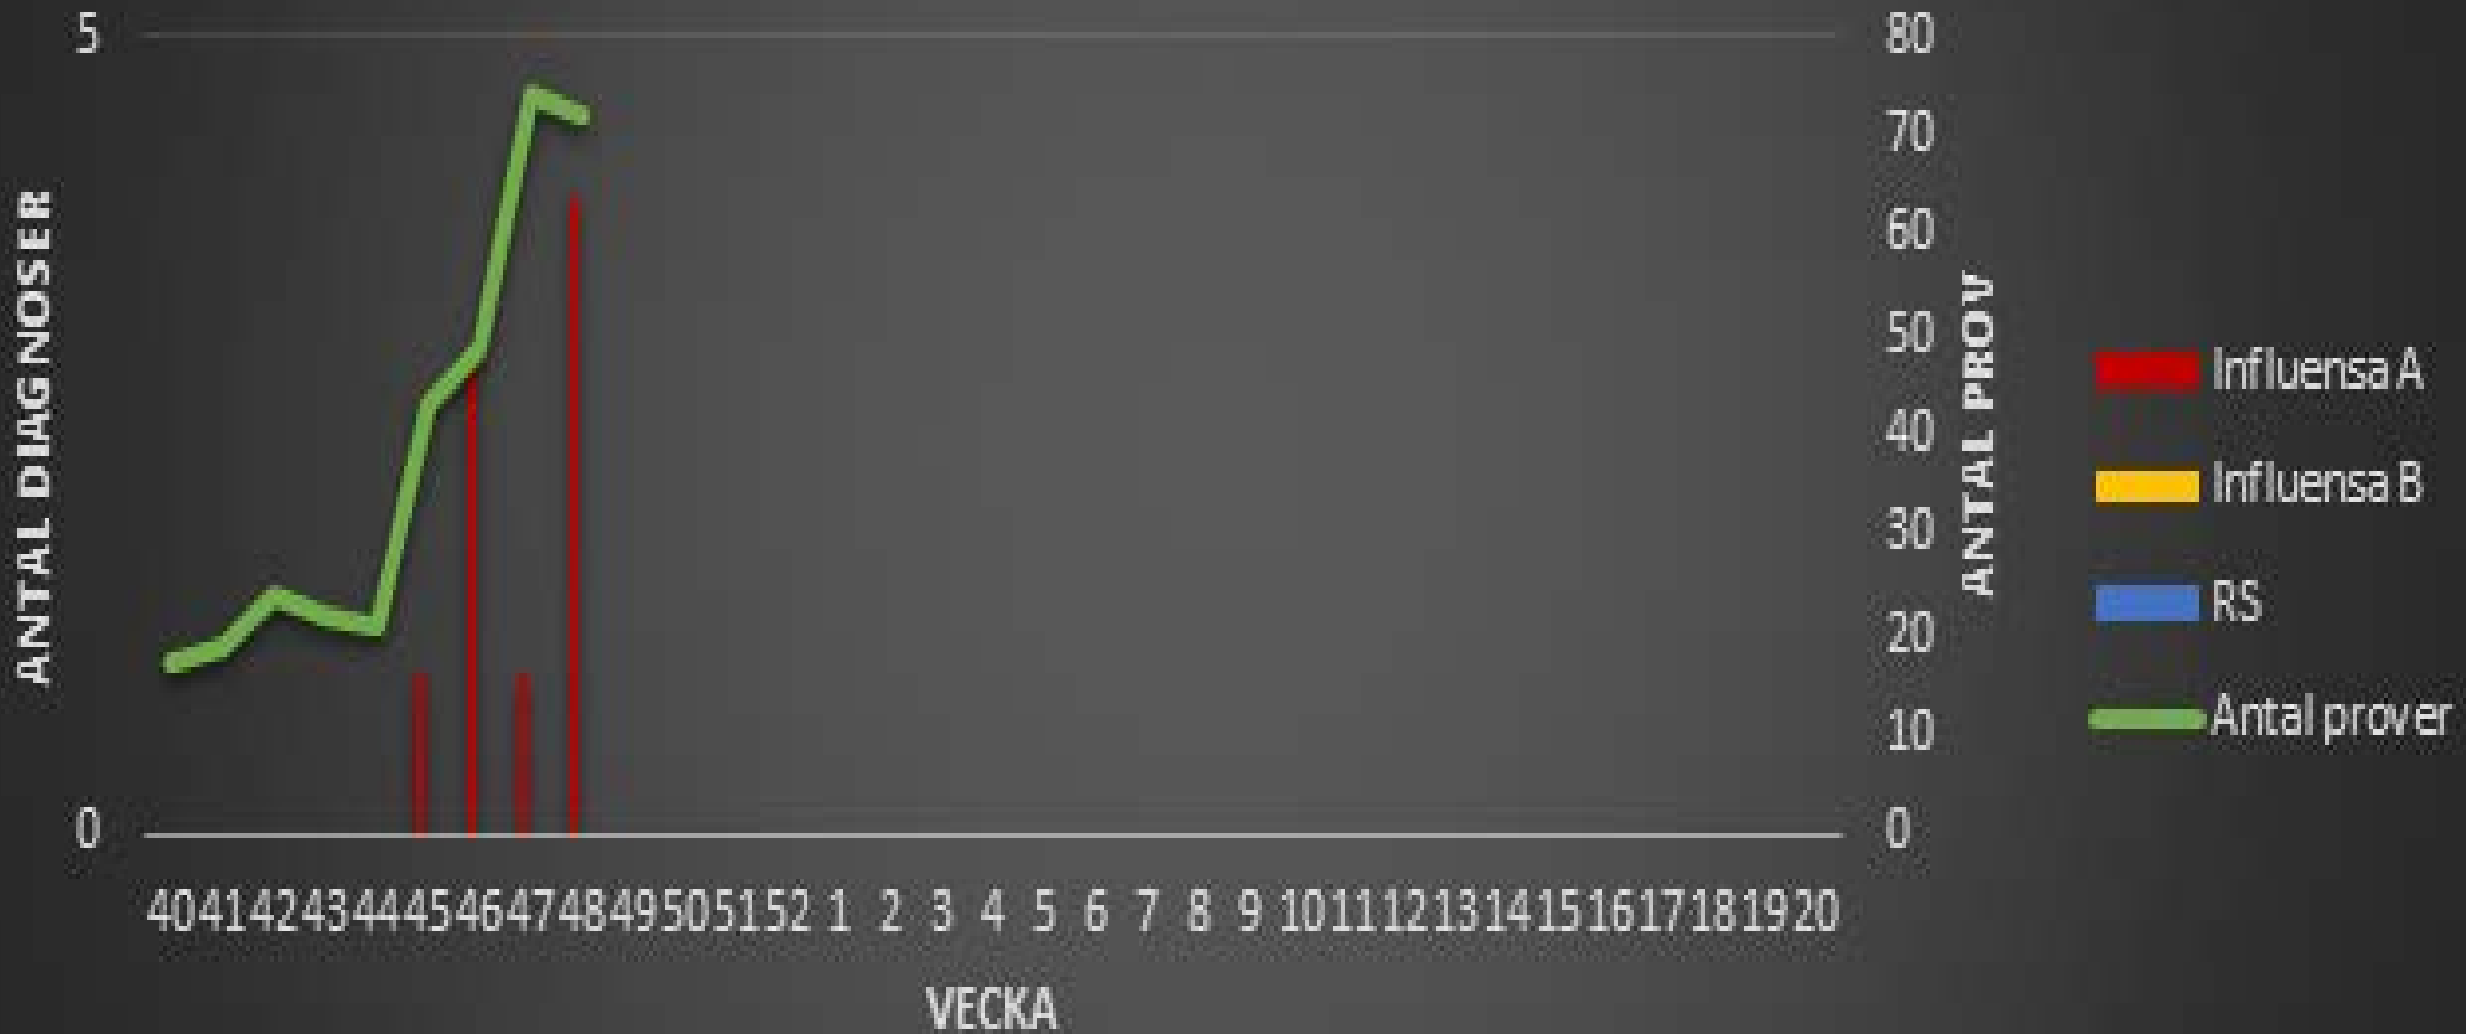 5
0
ANTAL DIAGNOSER
80
70
60
50
40
30
20
10
0
ANTAL PROV
40 41 42 43 44 45 46 47 48 49 50 51 52 1 2 3 4 5 6 7 8 9 10 11 12 13 14 15 16 17 18 19 20
VECKA
Influensa A
Influensa B
RS
Antal prover